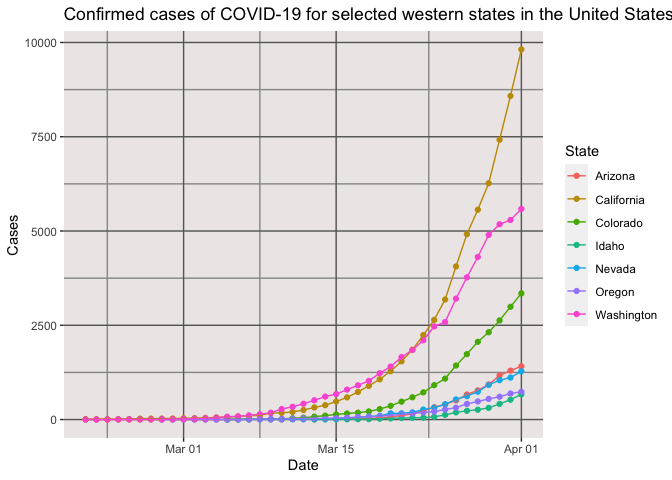 Confirmed cases of COVID-19 for selected western states in the United States
10000
7500
5000
2500
0
Cases
Mar 01
Mar 15
Apr 01
Date
State
Arizona
California
Colorado
Idaho
Nevada
Oregon
Washington